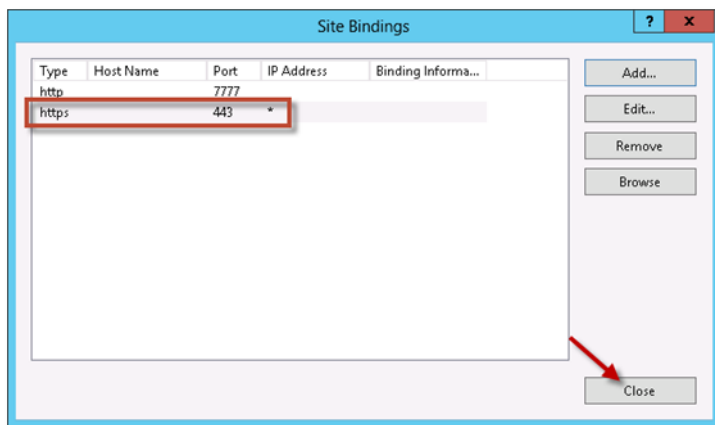 Site Bindings
? x
Type Host Name Port IP Address Binding Informa...
http 7777
https 443 *
Add...
Edit...
Remove
Browse
Close